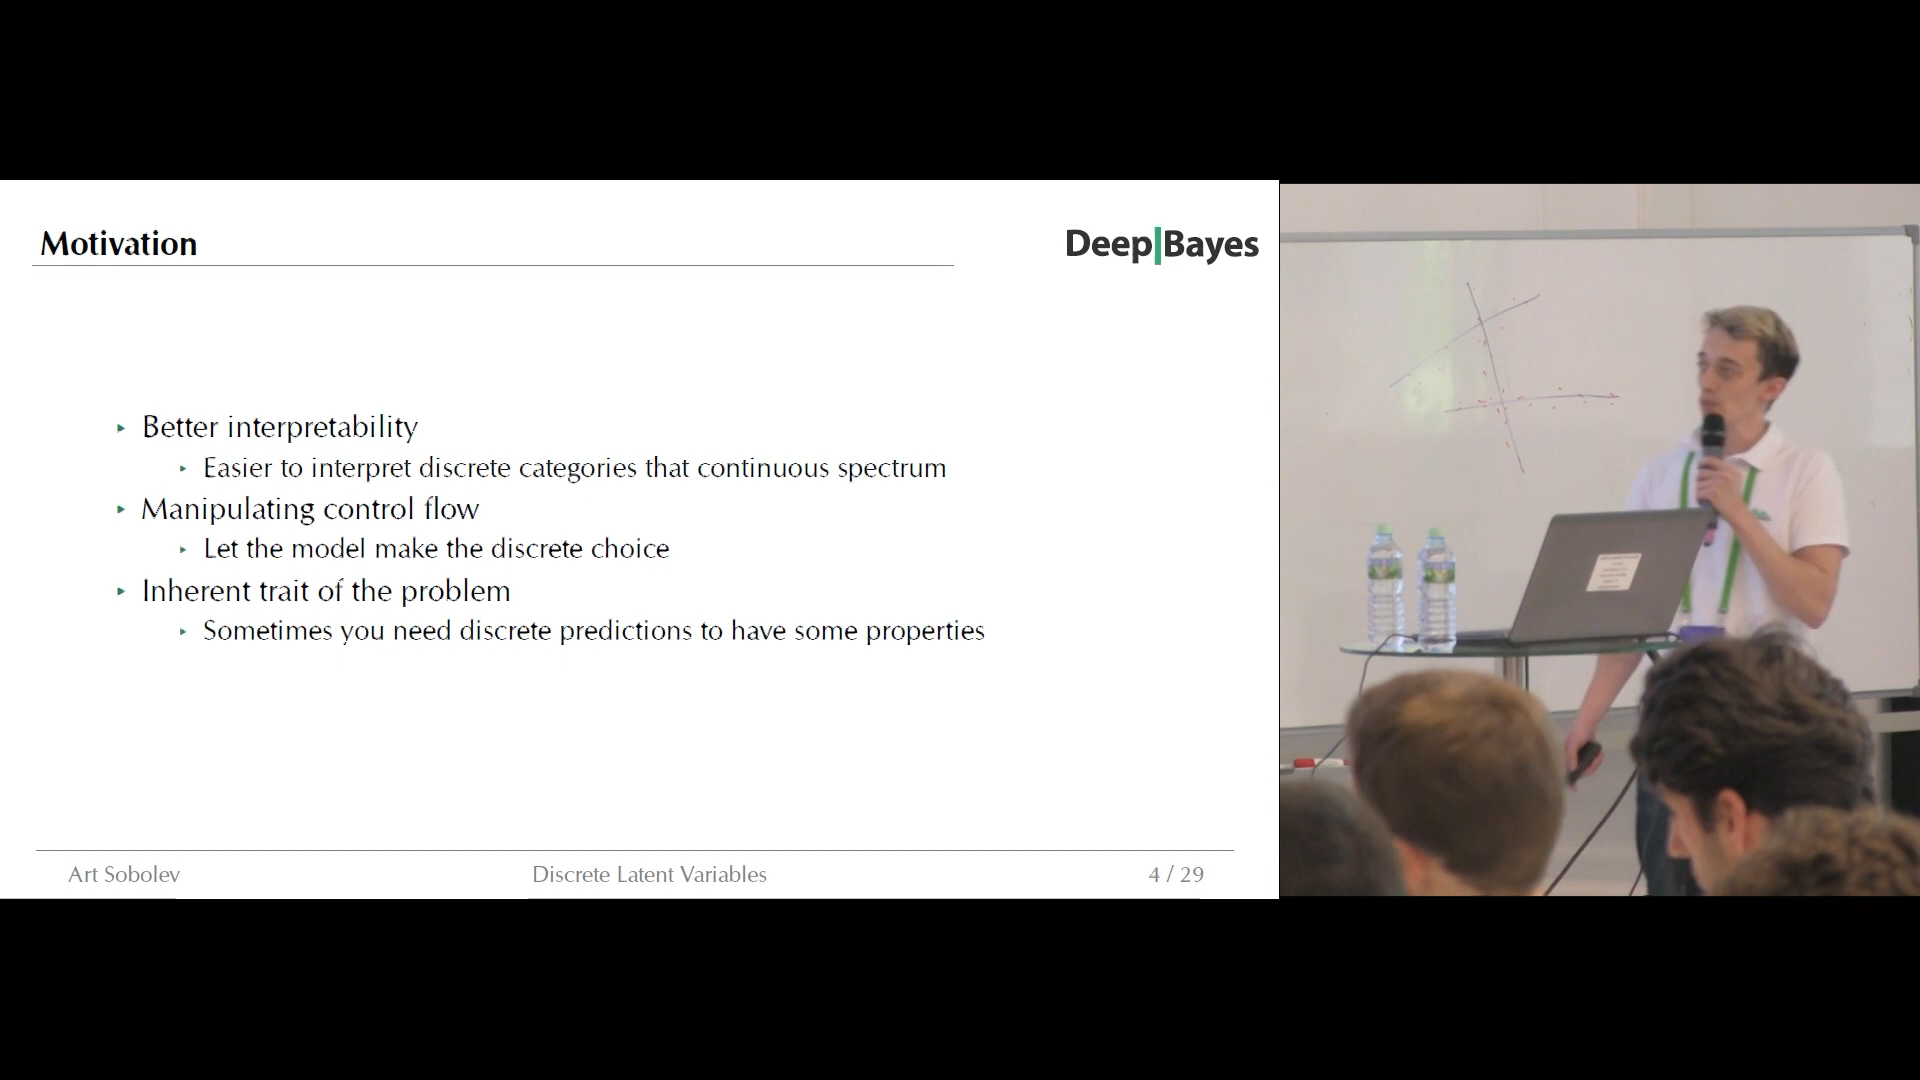 Motivation
Deep|Bayes
▸ Better interpretability
▸ Easier to interpret discrete categories that continuous spectrum
▸ Manipulating control flow
▸ Let the model make the discrete choice
▸ Inherent trait of the problem
▸ Sometimes you need discrete predictions to have some properties
Art Sobolev
Discrete Latent Variables
4 / 29